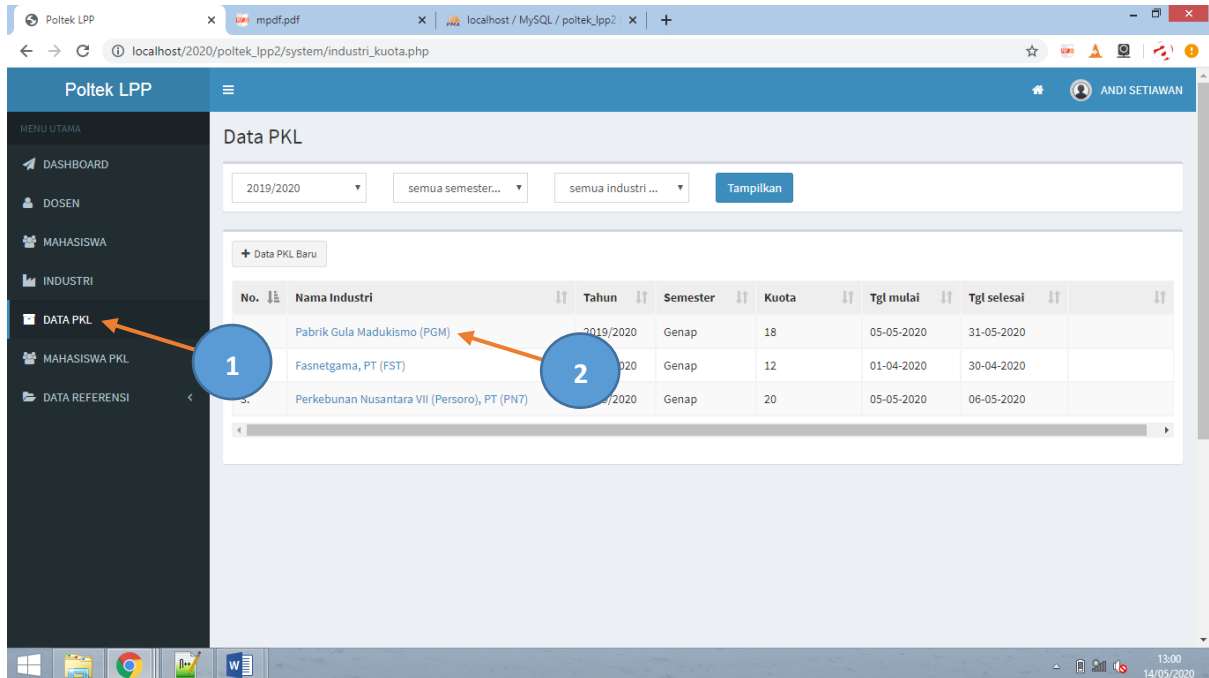 Poltek LPP
mpdf.pdf
localhost / MySQL / poltek_lpp2
localhost/2020/poltek_lpp2/system/industri_kuota.php
Poltek LPP
ANDI SETIAWAN
MENU UTAMA
DASHBOARD
DOSEN
MAHASISWA
INDUSTRI
DATA PKL
MAHASISWA PKL
DATA REFERENSI
Data PKL
2019/2020 semua semester... semua industri ... Tampilkan
+ Data PKL Baru
No. Nama Industri Tahun Semester Kuota Tgl mulai Tgl selesai
Pabrik Gula Madukismo (PGM) 2019/2020 Genap 18 05-05-2020 31-05-2020
Fasnetgama, PT (FST) 020 Genap 12 01-04-2020 30-04-2020
3. Perkebunan Nusantara VII (Persoro), PT (PN7) /2020 Genap 20 05-05-2020 06-05-2020
1
2
13:00
14/05/2020